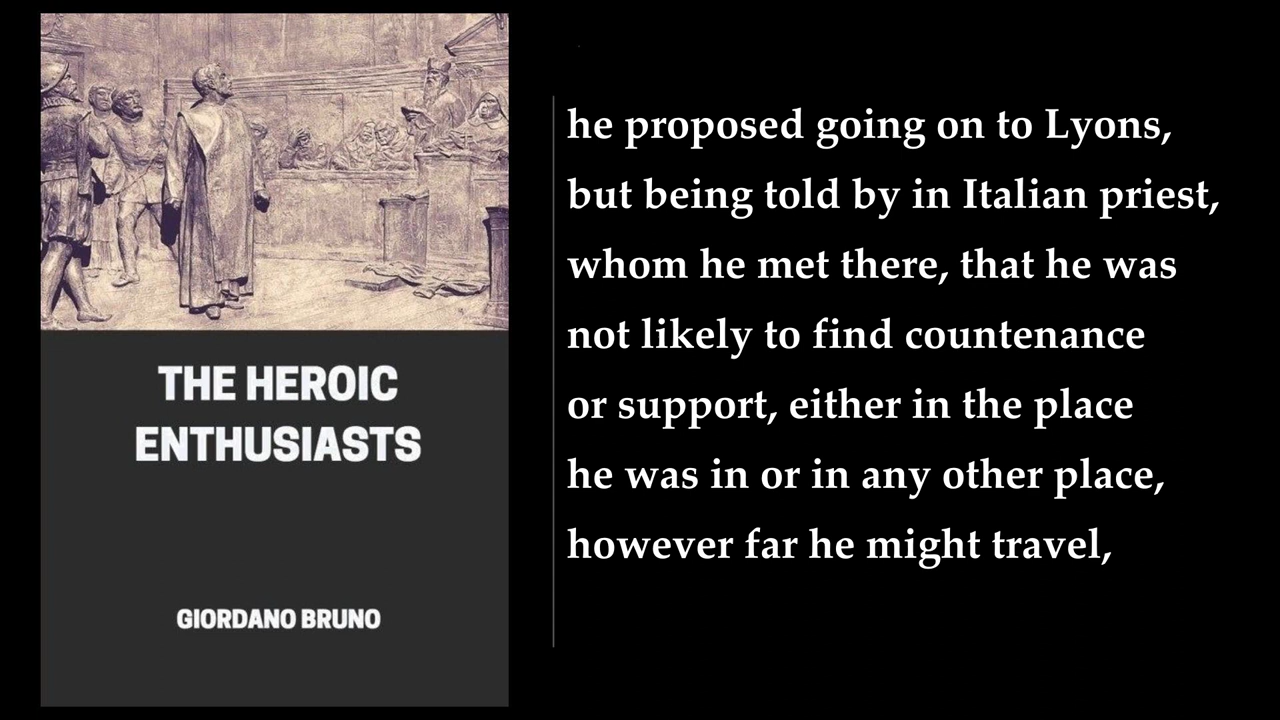 THE HEROIC
ENTHUSIASTS
GIORDANO BRUNO
he proposed going on to Lyons,
but being told by in Italian priest,
whom he met there, that he was
not likely to find countenance
or support, either in the place
he was in or in any other place,
however far he might travel,